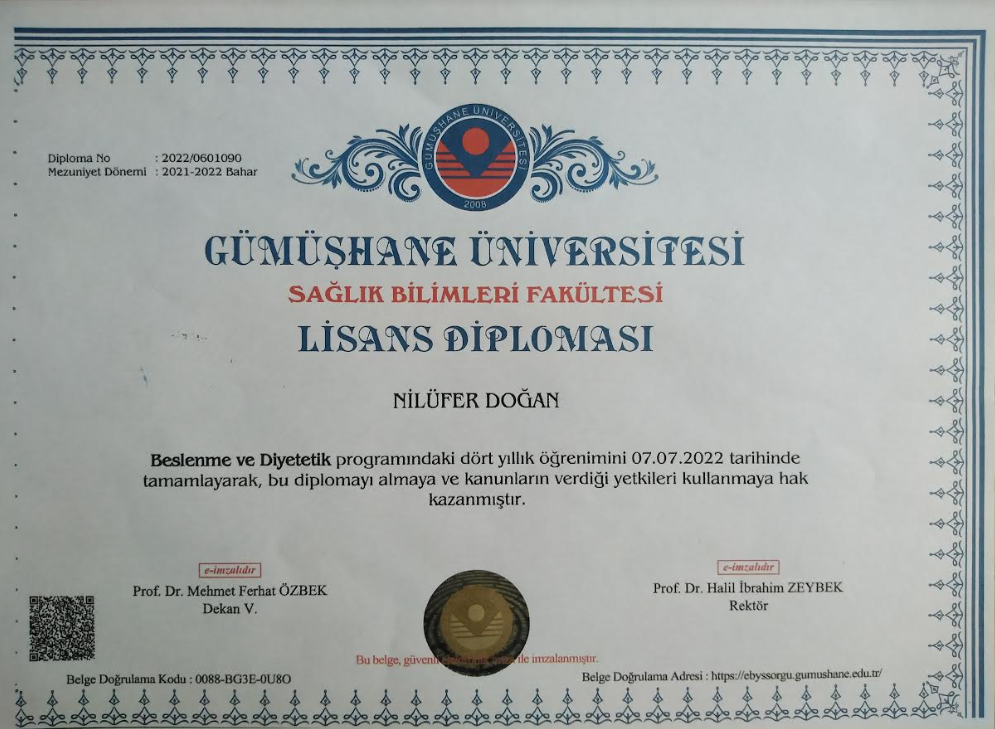 Diploma No : 2022/0601090
Mezuniyet Dönemi : 2021-2022 Bahar
GÜMÜŞHANE ÜNİVERSİTESİ
2008
GÜMÜŞHANE ÜNİVERSİTESİ
SAĞLIK BİLİMLERİ FAKÜLTESİ
LİSANS DİPLOMASI
NİLÜFER DOĞAN
Beslenme ve Diyetetik programındaki dört yıllık öğrenimini 07.07.2022 tarihinde
tamamlayarak, bu diplomayı almaya ve kanunların verdiği yetkileri kullanmaya hak
kazanmıştır.
e-imzalıdır
Prof. Dr. Mehmet Ferhat ÖZBEK
Dekan V.
e-imzalıdır
Prof. Dr. Halil İbrahim ZEYBEK
Rektör
Bu belge, güvenli imza ile imzalanmıştır.
Belge Doğrulama Kodu : 0088-BG3E-0U8O
Belge Doğrulama Adresi : https://ebyssorgu.gumushane.edu.tr/